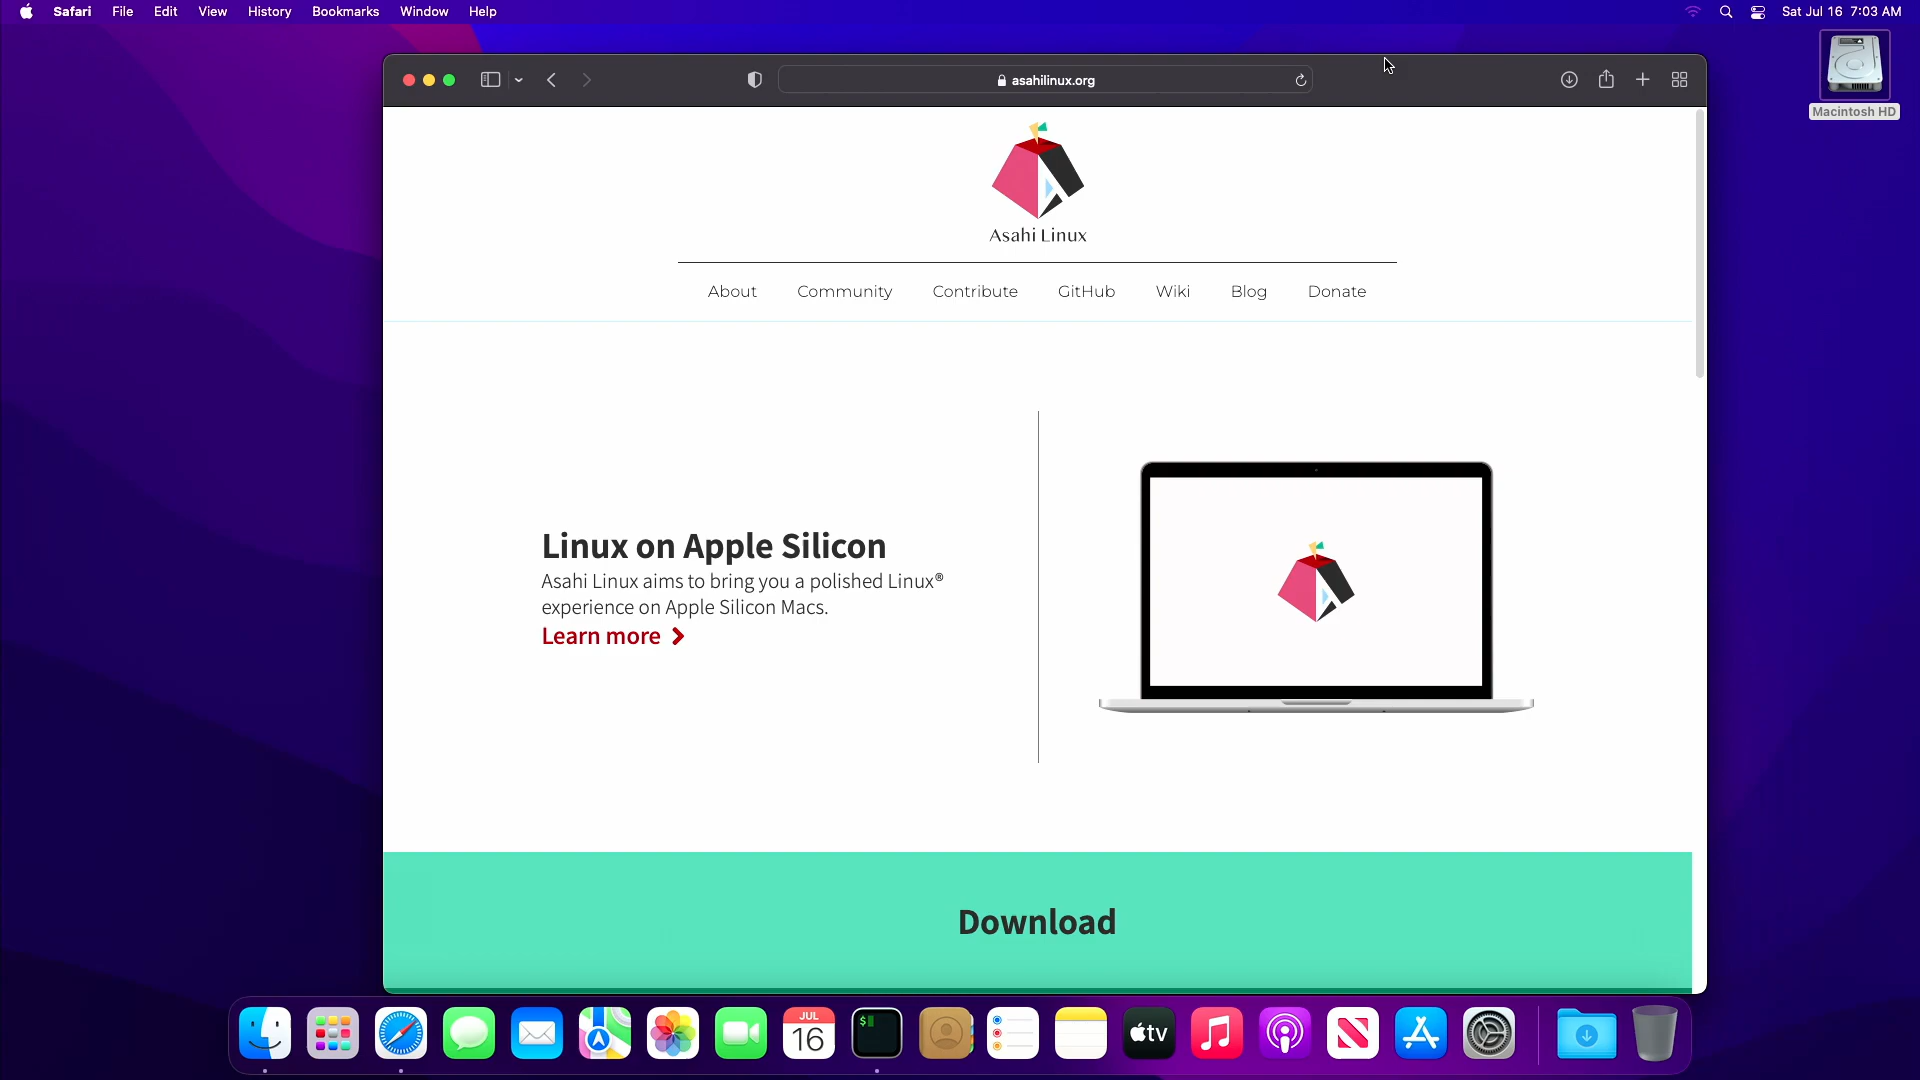 Safari File Edit View History Bookmarks Window Help Sat Jul 16 7:03 AM
Macintosh HD
asahilinux.org
Asahi Linux
About Community Contribute GitHub Wiki Blog Donate
Linux on Apple Silicon
Asahi Linux aims to bring you a polished Linux®
experience on Apple Silicon Macs.
Learn more
Download
JUL
16
$
tv